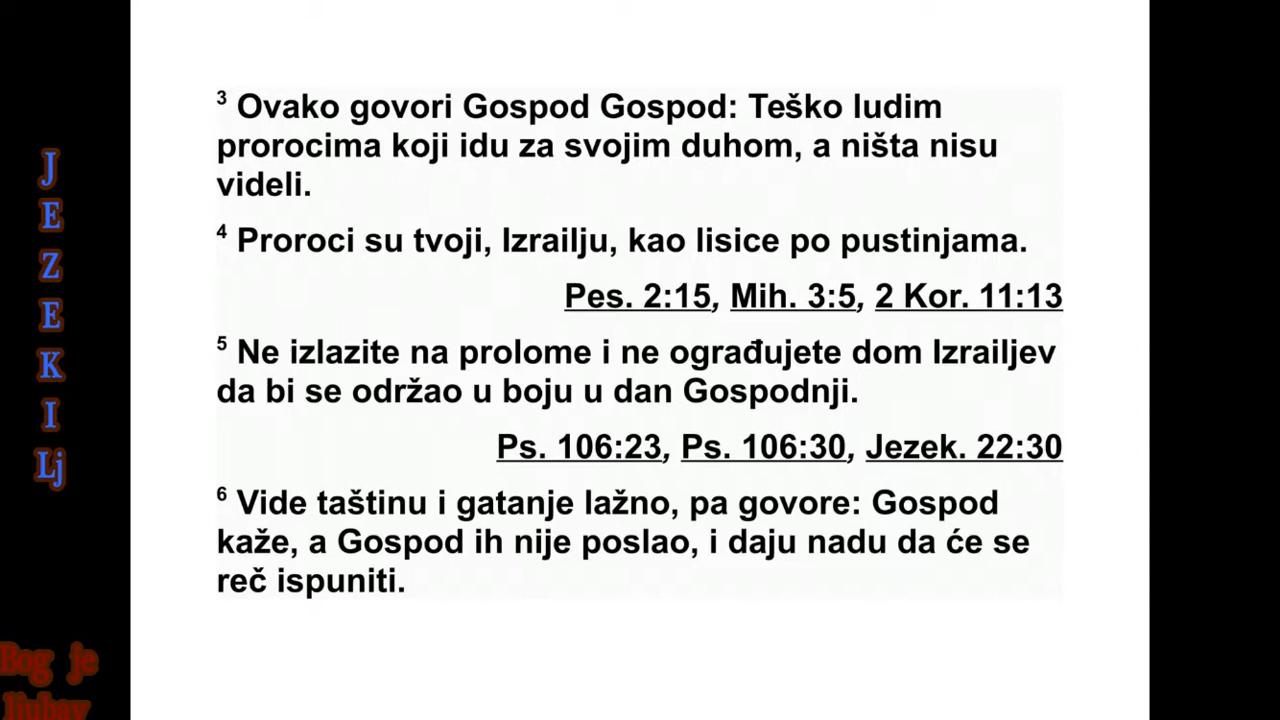 3 Ovako govori Gospod Gospod: Teško ludim
prorocima koji idu za svojim duhom, a ništa nisu
videli.
4 Proroci su tvoji, Izrailju, kao lisice po pustinjama.
Pes. 2:15, Mih. 3:5, 2 Kor. 11:13
5 Ne izlazite na prolome i ne ograđujete dom Izrailjev
da bi se održao u boju u dan Gospodnji.
Ps. 106:23, Ps. 106:30, Jezek. 22:30
6 Vide taštinu i gatanje lažno, pa govore: Gospod
kaže, a Gospod ih nije poslao, i daju nadu da će se
reč ispuniti.
J
E
Z
E
K
I
Lj
Bog je
ljubav